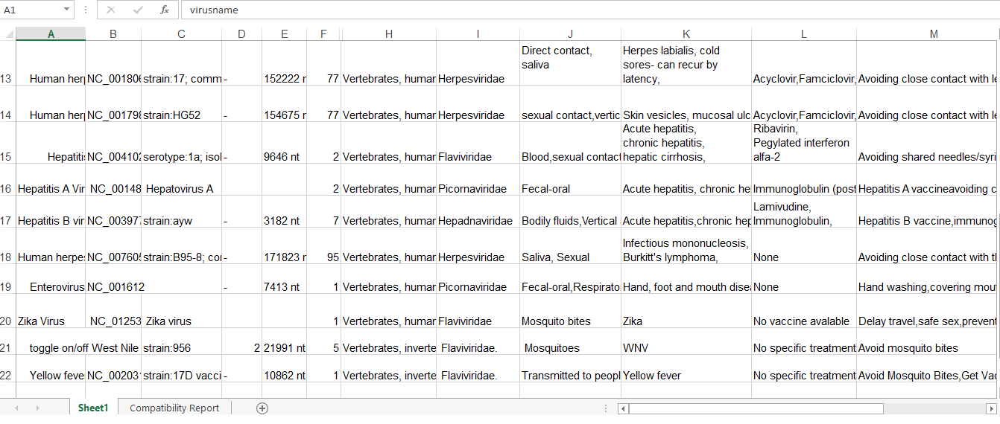 A1 fx virusname
A B C D E F H I J K L M
Direct contact, Herpes labialis, cold
saliva sores- can recur by
13 Human her NC_00180 strain:17; comm - 152222 77 Vertebrates, humar Herpesviridae latency, Acyclovir,Famciclovir, Avoiding close contact with le
14 Human her NC_00179 strain:HG52 - 154675 77 Vertebrates, humar Herpesviridae sexual contact,vertic Skin vesicles, mucosal ulc Acyclovir,Famciclovir, Avoiding close contact with le
Acute hepatitis, Ribavirin,
chronic hepatitis, Pegylated interferon
15 Hepatitis NC_004102 serotype:1a; isol - 9646 nt 2 Vertebrates, humar Flaviviridae Blood,sexual contact hepatic cirrhosis, alfa-2 Avoiding shared needles/syri
16 Hepatitis A Vir NC_00148 Hepatovirus A 2 Vertebrates, humar Picornaviridae Fecal-oral Acute hepatitis, chronic he Immunoglobulin (post Hepatitis A vaccineavoiding c
Lamivudine,
17 Hepatitis B vir NC_003977 strain:ayw - 3182 nt 7 Vertebrates, humar Hepadnaviridae Bodily fluids,Vertical Acute hepatitis,chronic hep Immunoglobulin, Hepatitis B vaccine,immunog
Infectious mononucleosis,
18 Human herpe NC_007605 strain:B95-8; co - 171823 95 Vertebrates, humar Herpesviridae Saliva, Sexual Burkitt's lymphoma, None Avoiding close contact with t
19 Enterovirus NC_001612 - 7413 nt 1 Vertebrates, humar Picornaviridae Fecal-oral,Respirato Hand, foot and mouth dise None Hand washing,covering mou
20 Zika Virus NC_01253 Zika virus 1 Vertebrates, humar Flaviviridae Mosquito bites Zika No vaccine avalable Delay travel,safe sex,prevent
21 toggle on/off West Nile strain:956 2 21991 nt 5 Vertebrates, inverte Flaviviridae. Mosquitoes WNV No specific treatment Avoid mosquito bites
22 Yellow feve NC_00203 strain:17D vacci - 10862 nt 1 Vertebrates, inverte Flaviviridae. Transmitted to peopl Yellow fever No specific treatment Avoid Mosquito Bites,Get Vac
Sheet1 Compatibility Report